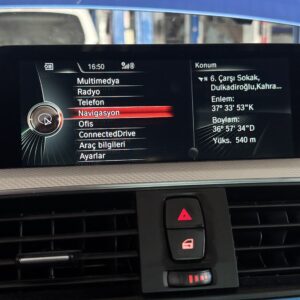 16:50
Multimedya
Radyo
Telefon
Navigasyon
Ofis
ConnectedDrive
Araç bilgileri
Ayarlar
Konum
6. Çarşı Sokak,
Dulkadiroğlu,Kahra...
Enlem:
37° 33' 53"K
Boylam:
36° 57' 34"D
Yüks. 540 m